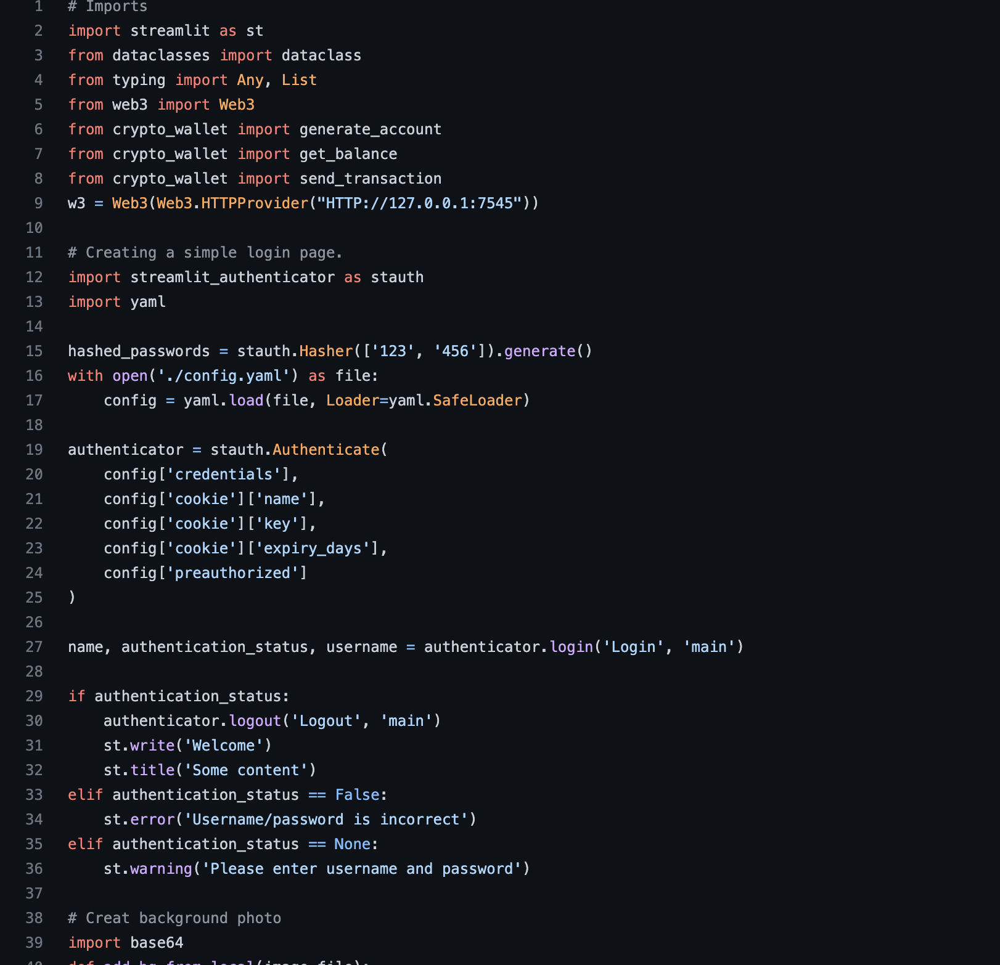 1 # Imports
2 import streamlit as st
3 from dataclasses import dataclass
4 from typing import Any, List
5 from web3 import Web3
6 from crypto_wallet import generate_account
7 from crypto_wallet import get_balance
8 from crypto_wallet import send_transaction
9 w3 = Web3(Web3.HTTPProvider("HTTP://127.0.0.1:7545"))
10
11 # Creating a simple login page.
12 import streamlit_authenticator as stauth
13 import yaml
14
15 hashed_passwords = stauth.Hasher(['123', '456']).generate()
16 with open('./config.yaml') as file:
17     config = yaml.load(file, Loader=yaml.SafeLoader)
18
19 authenticator = stauth.Authenticate(
20     config['credentials'],
21     config['cookie']['name'],
22     config['cookie']['key'],
23     config['cookie']['expiry_days'],
24     config['preauthorized']
25 )
26
27 name, authentication_status, username = authenticator.login('Login', 'main')
28
29 if authentication_status:
30     authenticator.logout('Logout', 'main')
31     st.write('Welcome')
32     st.title('Some content')
33 elif authentication_status == False:
34     st.error('Username/password is incorrect')
35 elif authentication_status == None:
36     st.warning('Please enter username and password')
37
38 # Creat background photo
39 import base64
40 def add_bg_from_local(image_file):